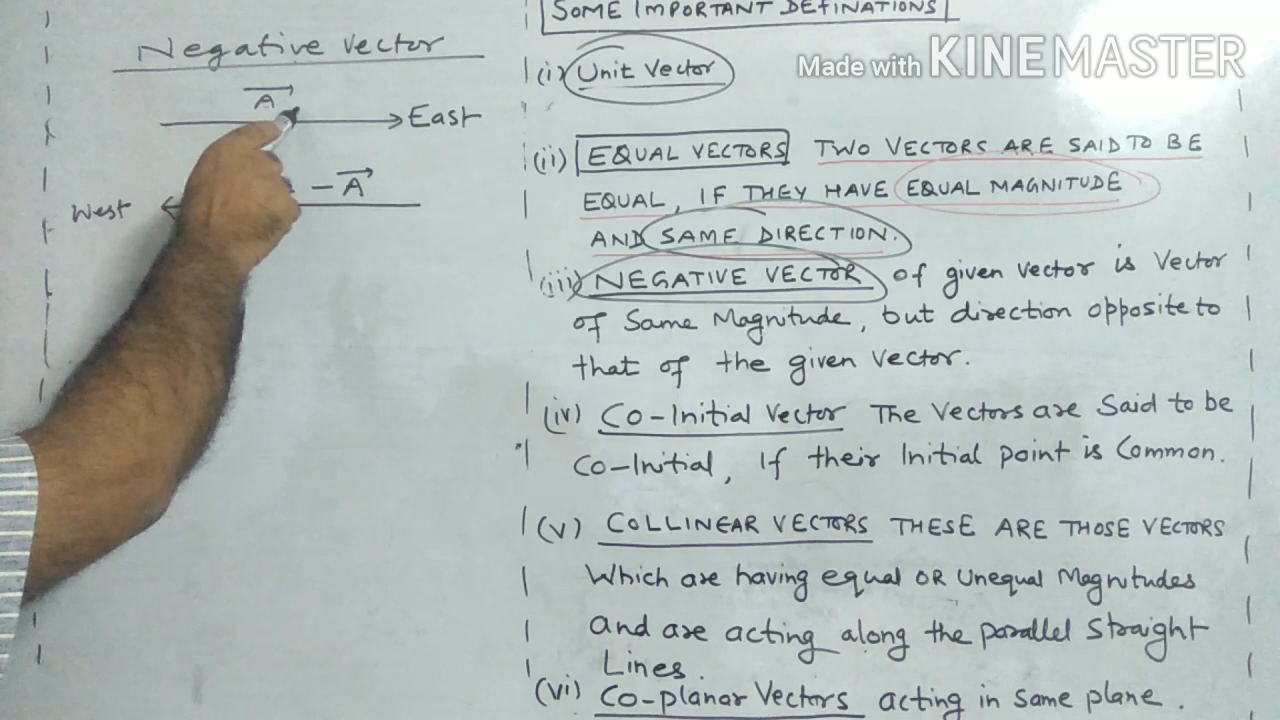 Negative vector
A
East
- A
West
SOME IMPORTANT DEFINATIONS
Made with KINEMASTER
(i) Unit Vector
(ii) EQUAL VECTORS TWO VECTORS ARE SAID TO BE
EQUAL, IF THEY HAVE EQUAL MAGNITUDE
AND SAME DIRECTION.
(iii) NEGATIVE VECTOR of given vector is Vector
of Same Magnitude, but direction opposite to
that of the given vector.
(iv) Co-Initial Vector The Vectors are Said to be
Co-Initial, If their Initial point is Common.
(v) COLLINEAR VECTORS THESE ARE THOSE VECTORS
Which are having equal OR Unequal Magnitudes
and are acting along the parallel Straight
Lines.
(vi) Co-planar Vectors acting in same plane.